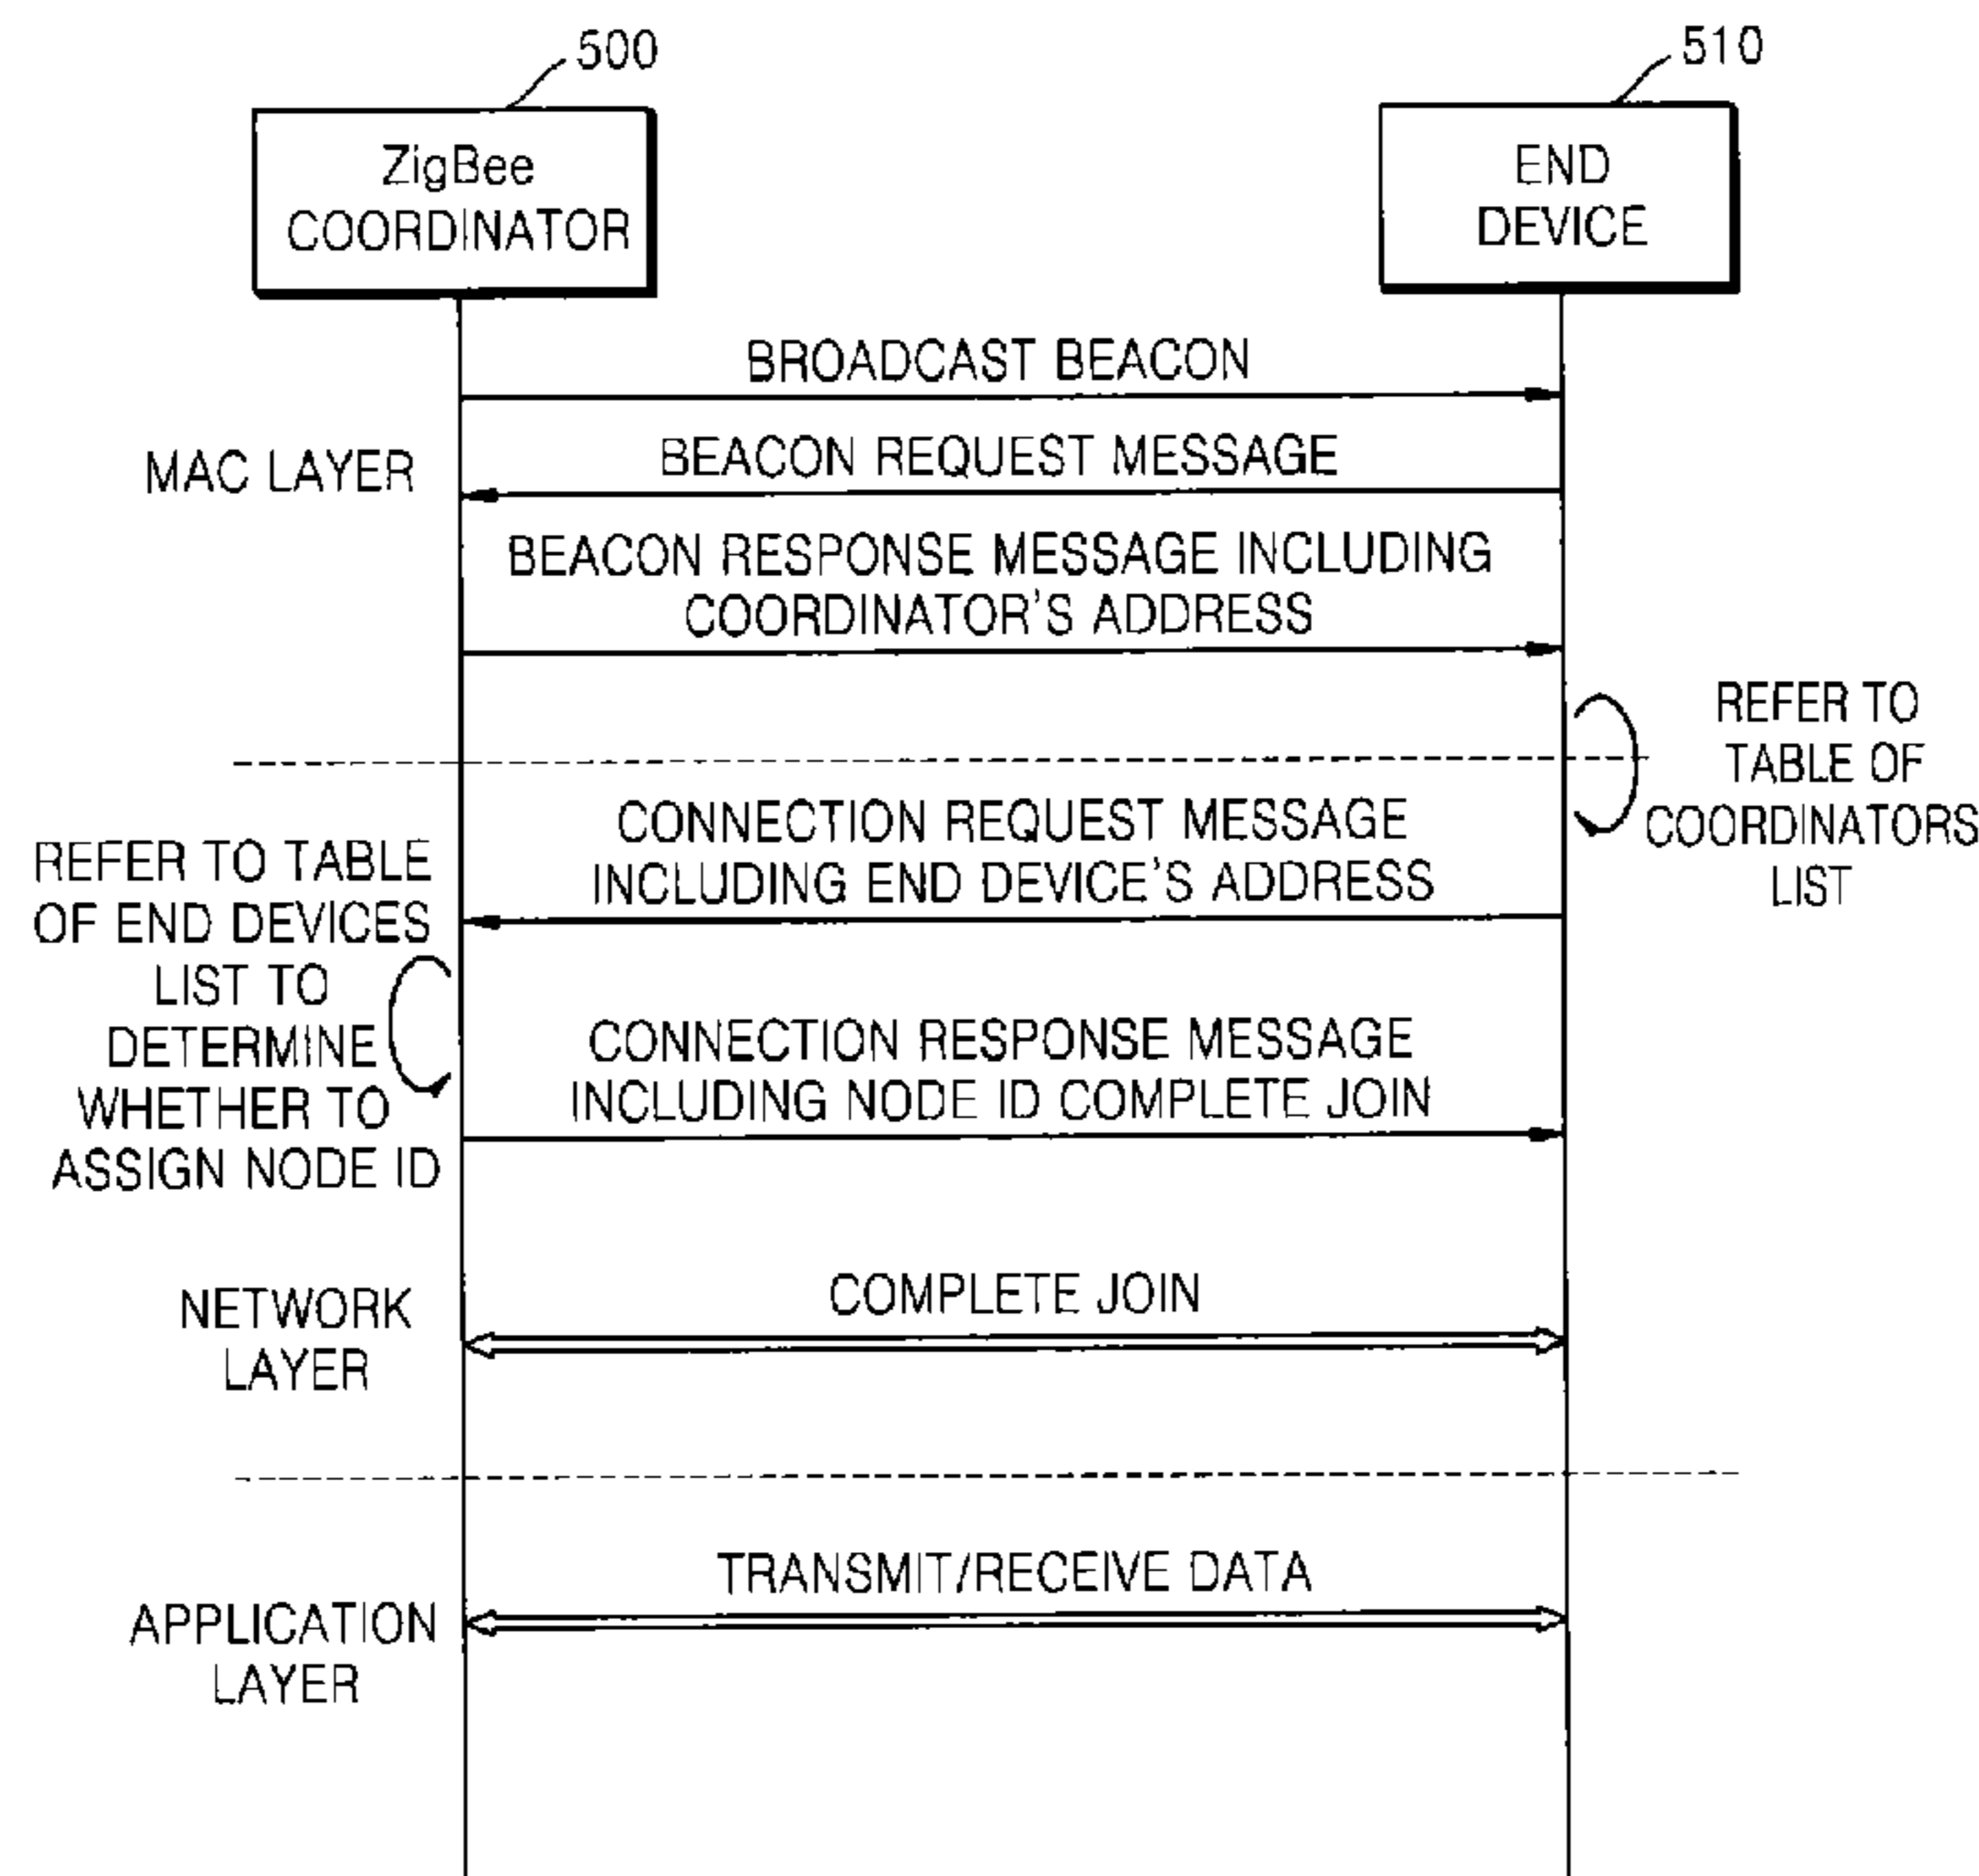 500
510
ZigBee
COORDINATOR
END
DEVICE
BROADCAST BEACON
MAC LAYER
BEACON REQUEST MESSAGE
BEACON RESPONSE MESSAGE INCLUDING
COORDINATOR'S ADDRESS
REFER TO
TABLE OF
COORDINATORS
LIST
CONNECTION REQUEST MESSAGE
INCLUDING END DEVICE'S ADDRESS
REFER TO TABLE
OF END DEVICES
LIST TO
DETERMINE
WHETHER TO
ASSIGN NODE ID
CONNECTION RESPONSE MESSAGE
INCLUDING NODE ID COMPLETE JOIN
NETWORK
LAYER
COMPLETE JOIN
TRANSMIT/RECEIVE DATA
APPLICATION
LAYER